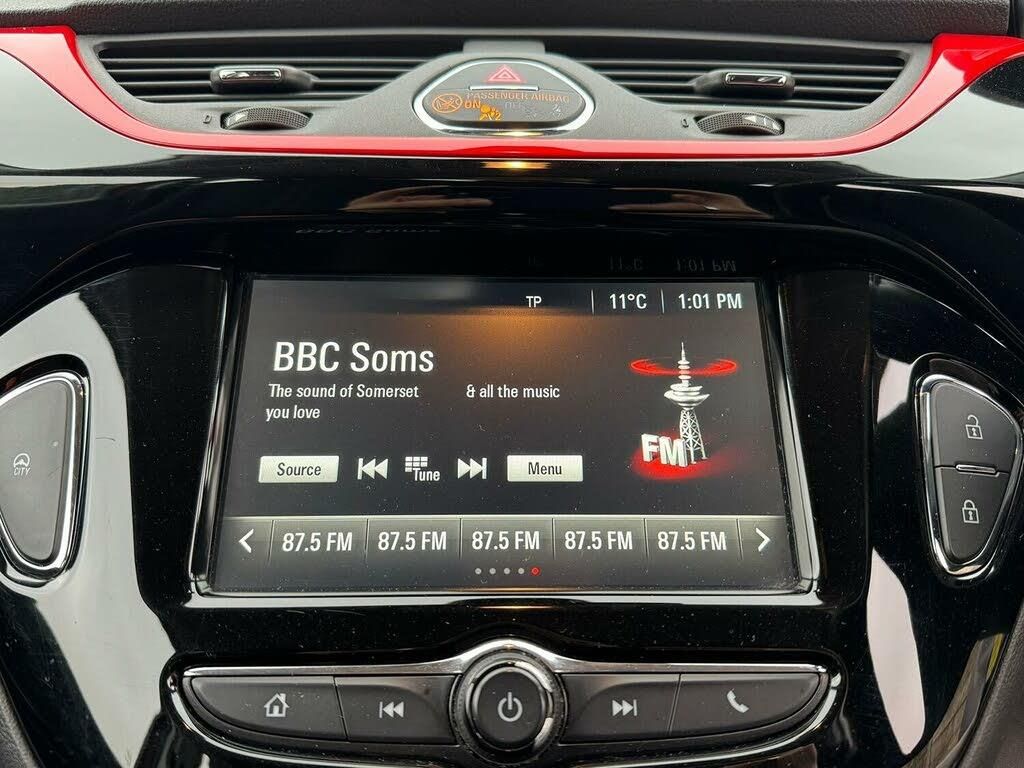 PASSENGER AIRBAG
ON OFF 2
TP 11°C 1:01 PM
BBC Soms
The sound of Somerset & all the music
you love
FM
Source Tune Menu
87.5 FM 87.5 FM 87.5 FM 87.5 FM 87.5 FM
CITY